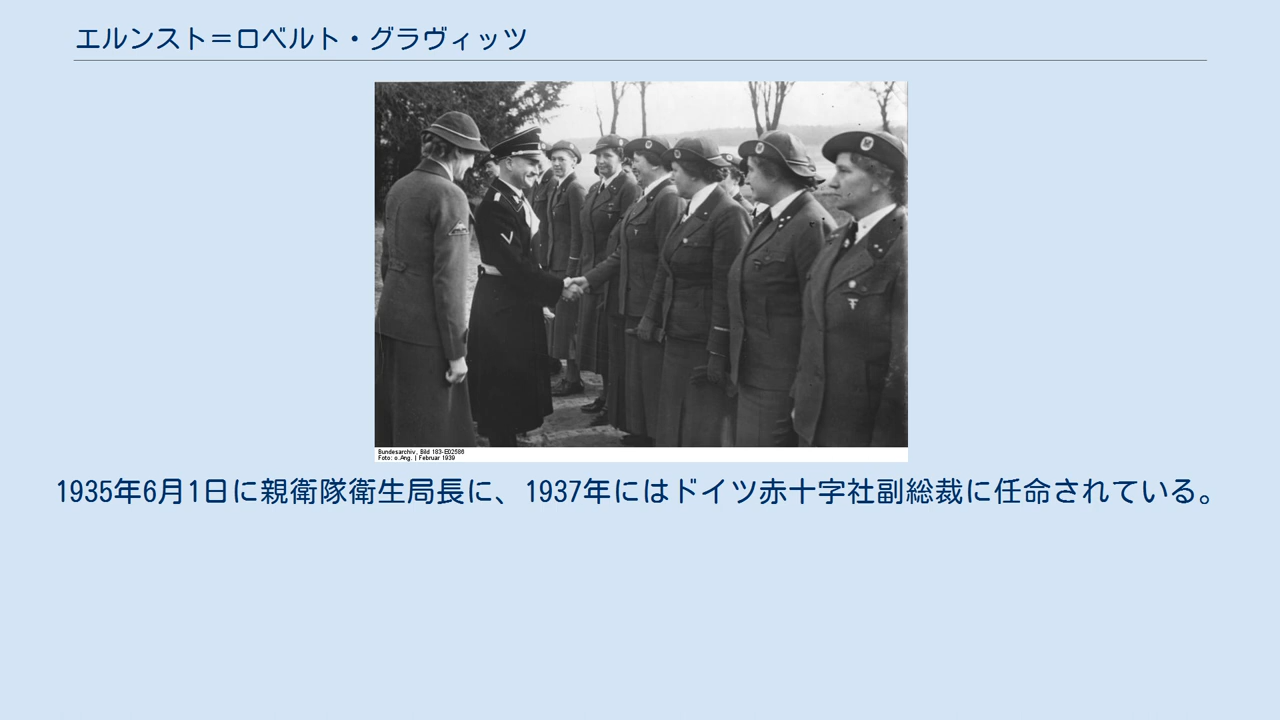 エルンスト＝ロベルト・グラヴィッツ
Bundesarchiv, Bild 183-E02586
Foto: o.Ang. | Februar 1939
1935年6月1日に親衛隊衛生局長に、1937年にはドイツ赤十字社副総裁に任命されている。